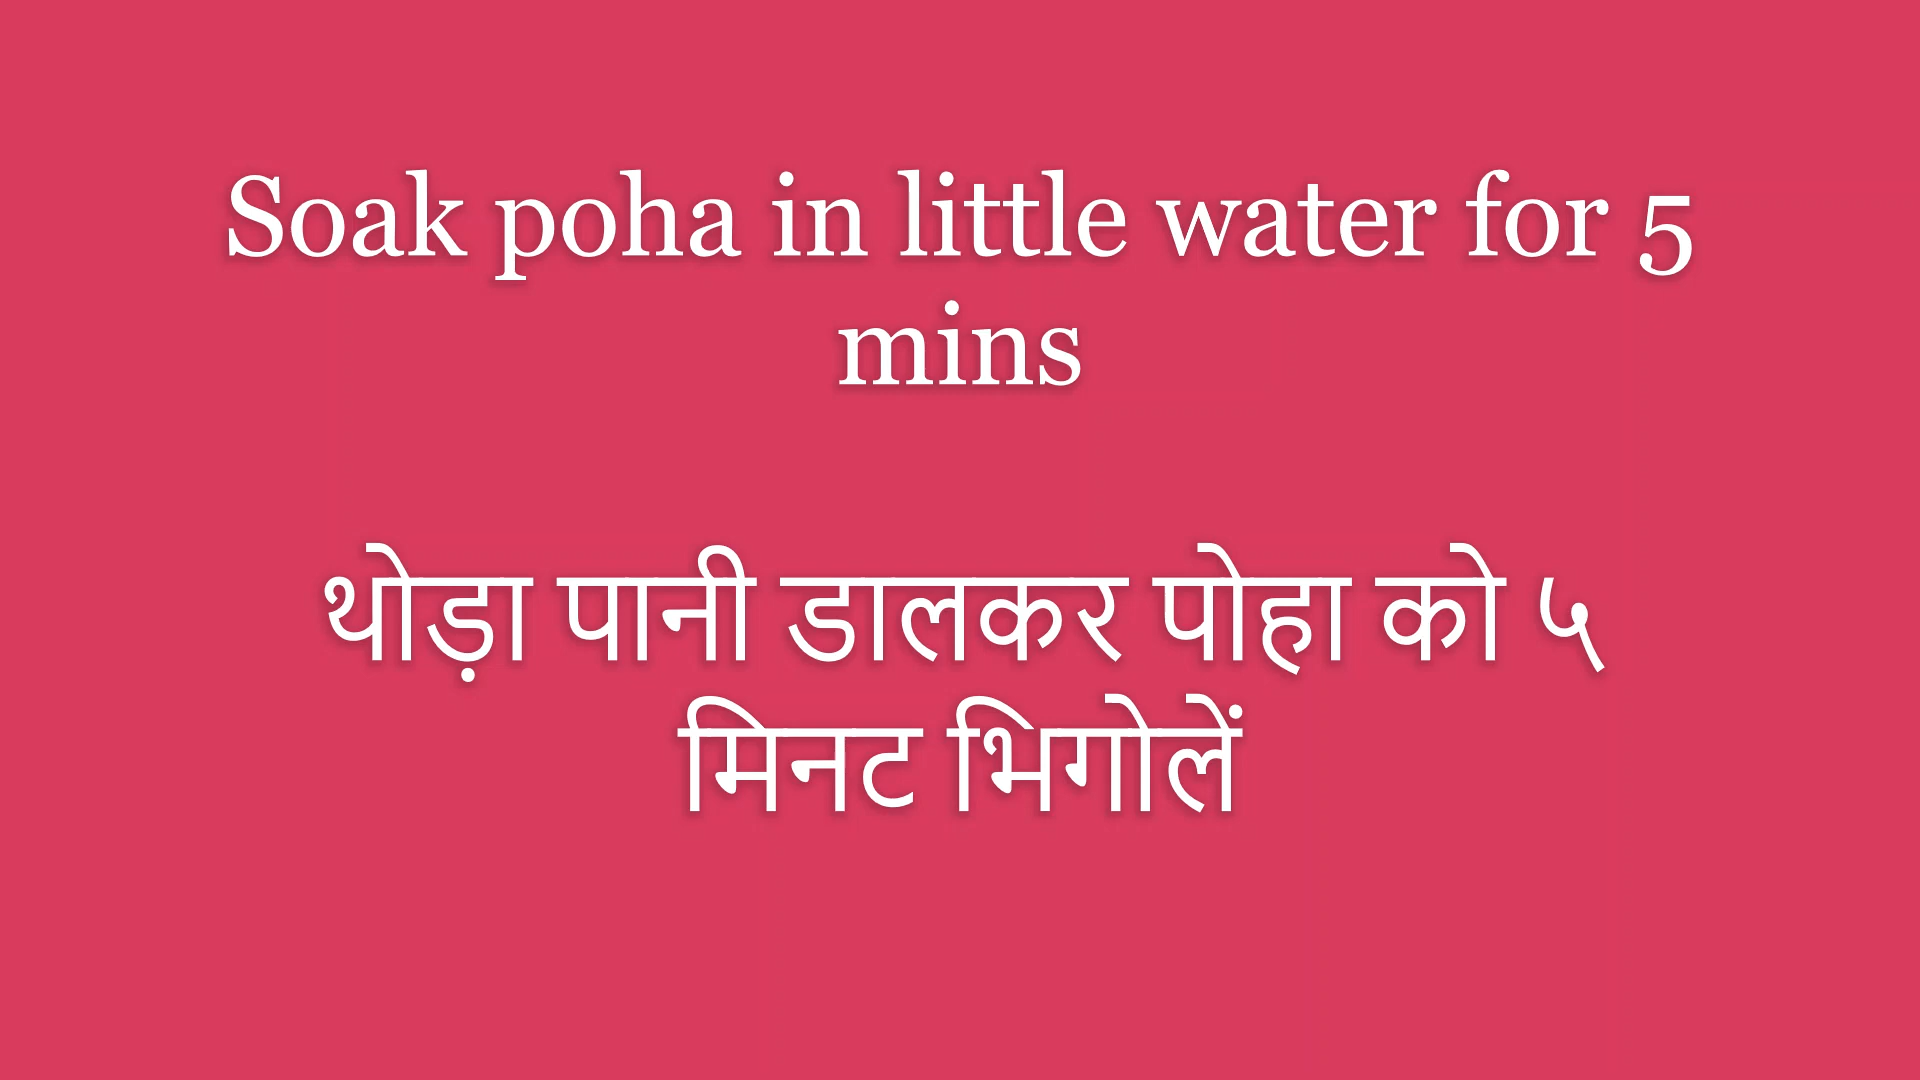 Soak poha in little water for 5
mins
थोड़ा पानी डालकर पोहा को ५
मिनट भिगोलें